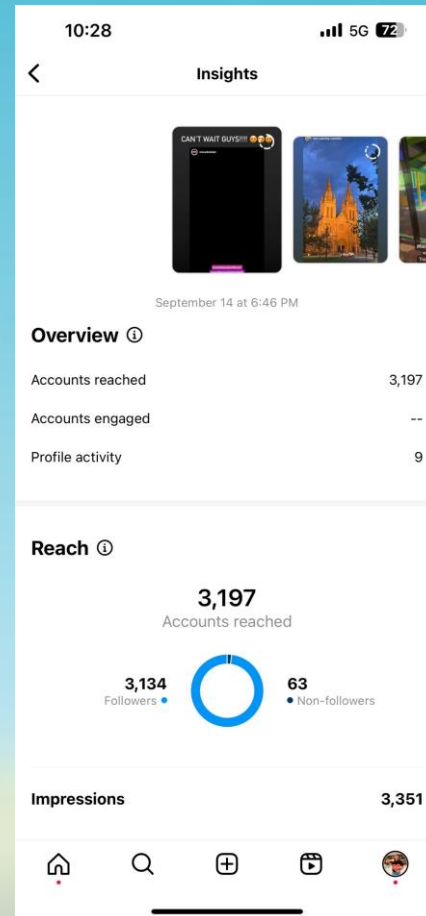 10:28
5G 72
Insights
CAN'T WAIT GUYS!!!!
September 14 at 6:46 PM
Overview
Accounts reached 3,197
Accounts engaged --
Profile activity 9
Reach
3,197
Accounts reached
3,134 63
Followers Non-followers
Impressions 3,351